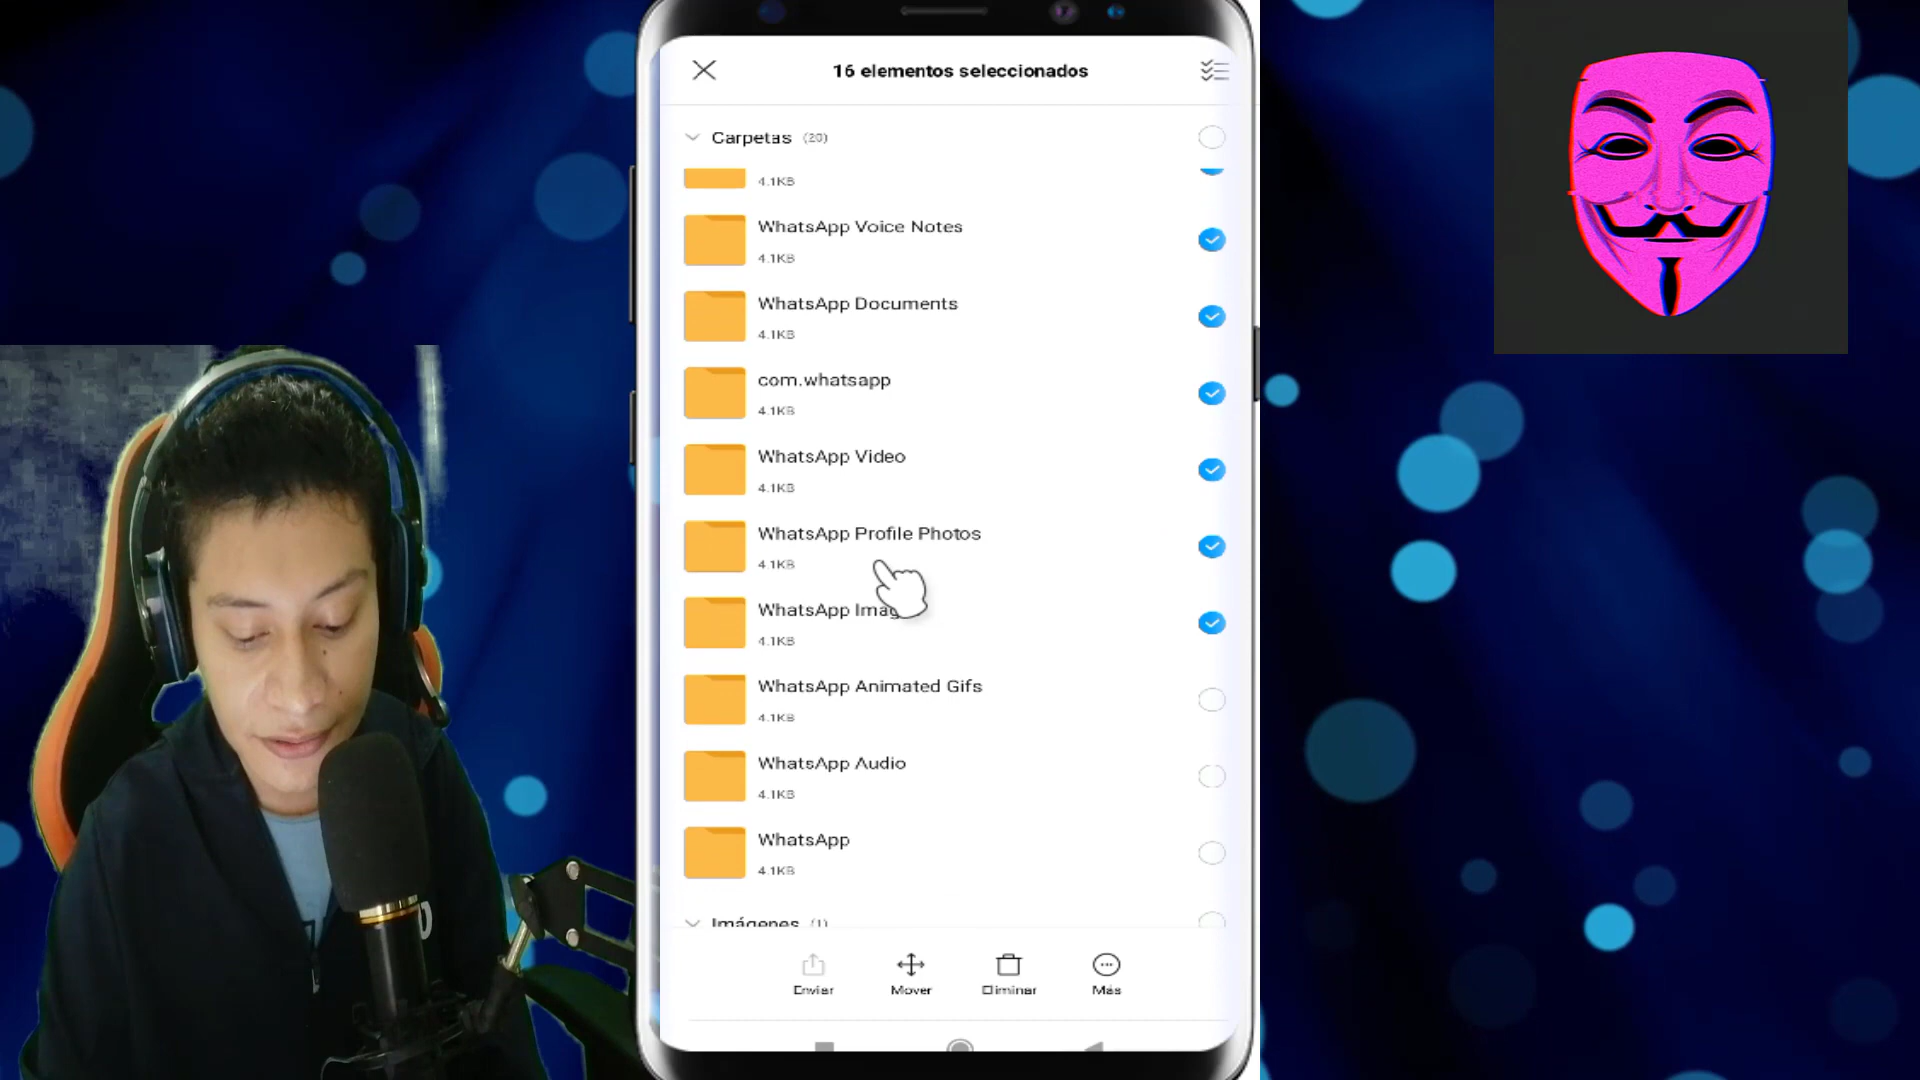 16 elementos seleccionados
Carpetas (20)
4.1KB
WhatsApp Voice Notes
4.1KB
WhatsApp Documents
4.1KB
com.whatsapp
4.1KB
WhatsApp Video
4.1KB
WhatsApp Profile Photos
4.1KB
WhatsApp Imag
4.1KB
WhatsApp Animated Gifs
4.1KB
WhatsApp Audio
4.1KB
WhatsApp
4.1KB
Imágenes (1)
Enviar
Mover
Eliminar
Más